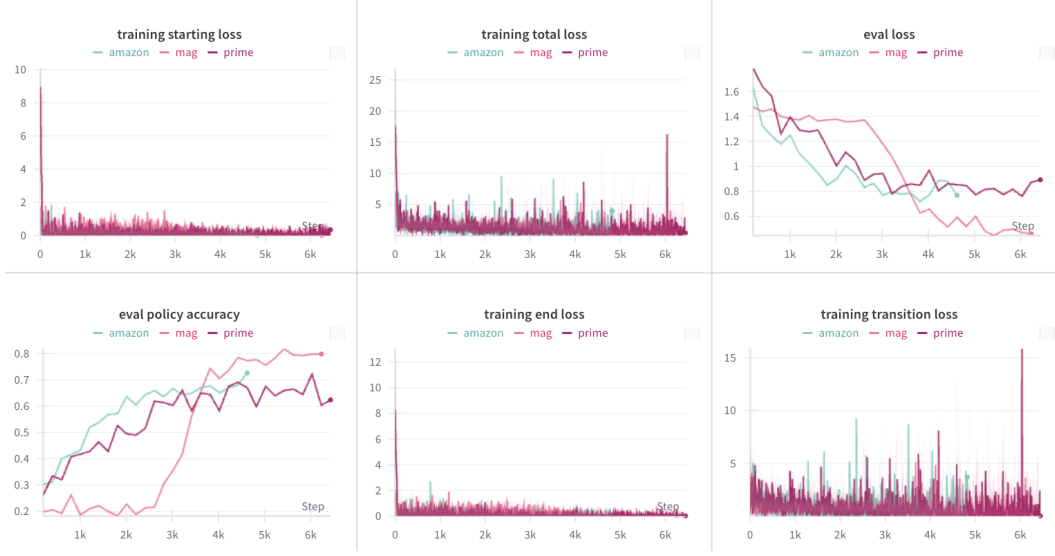 training starting loss
amazon mag prime
10
8
6
4
2
0
Step
0 1k 2k 3k 4k 5k 6k
training total loss
amazon mag prime
25
20
15
10
5
0 1k 2k 3k 4k 5k 6k
eval loss
amazon mag prime
1.6
1.4
1.2
1
0.8
0.6
Step
1k 2k 3k 4k 5k 6k
eval policy accuracy
amazon mag prime
0.8
0.7
0.6
0.5
0.4
0.3
0.2
Step
1k 2k 3k 4k 5k 6k
training end loss
amazon mag prime
12
10
8
6
4
2
0
Step
0 1k 2k 3k 4k 5k 6k
training transition loss
amazon mag prime
15
10
5
0 1k 2k 3k 4k 5k 6k